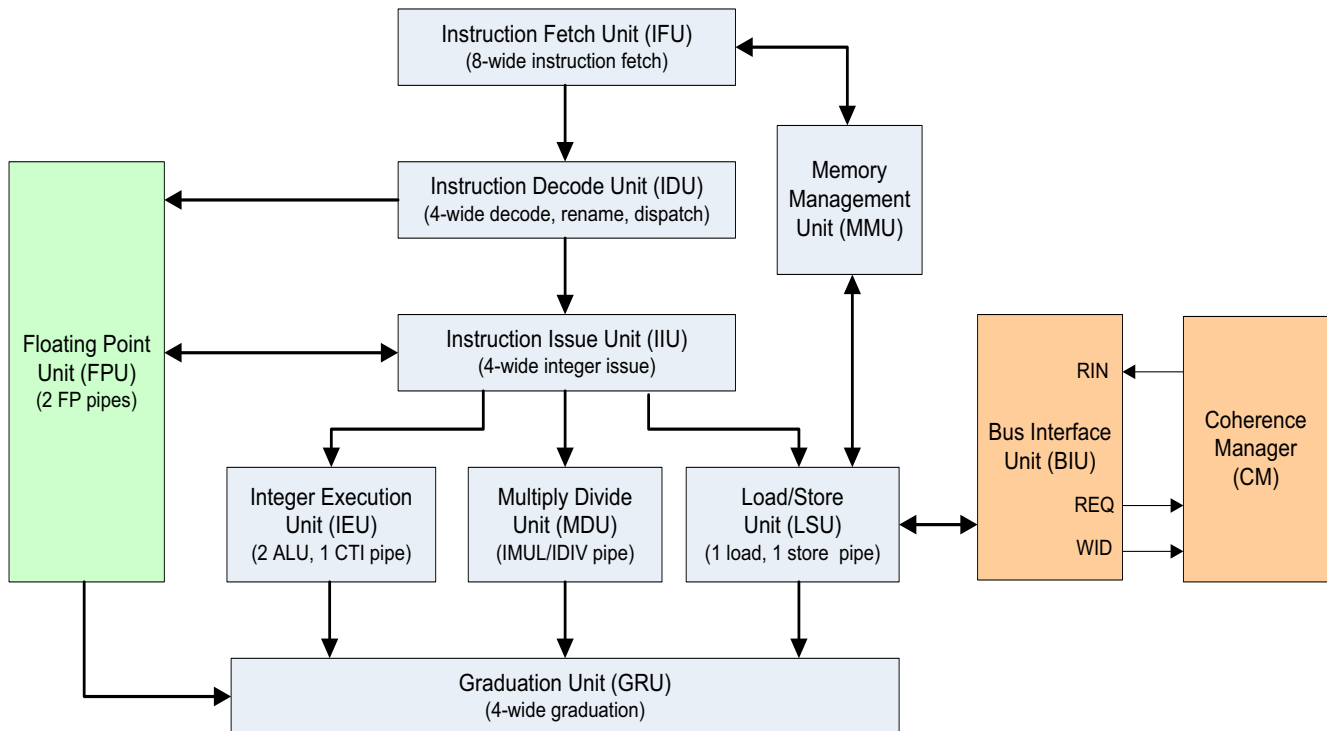 Instruction Fetch Unit (IFU)
(8-wide instruction fetch)
Memory
Management
Unit (MMU)
Instruction Decode Unit (IDU)
(4-wide decode, rename, dispatch)
Floating Point
Unit (FPU)
(2 FP pipes)
Instruction Issue Unit (IIU)
(4-wide integer issue)
RIN
Bus Interface
Unit (BIU)
REQ
WID
Coherence
Manager
(CM)
Integer Execution
Unit (IEU)
(2 ALU, 1 CTI pipe)
Multiply Divide
Unit (MDU)
(IMUL/IDIV pipe)
Load/Store
Unit (LSU)
(1 load, 1 store  pipe)
Graduation Unit (GRU)
(4-wide graduation)